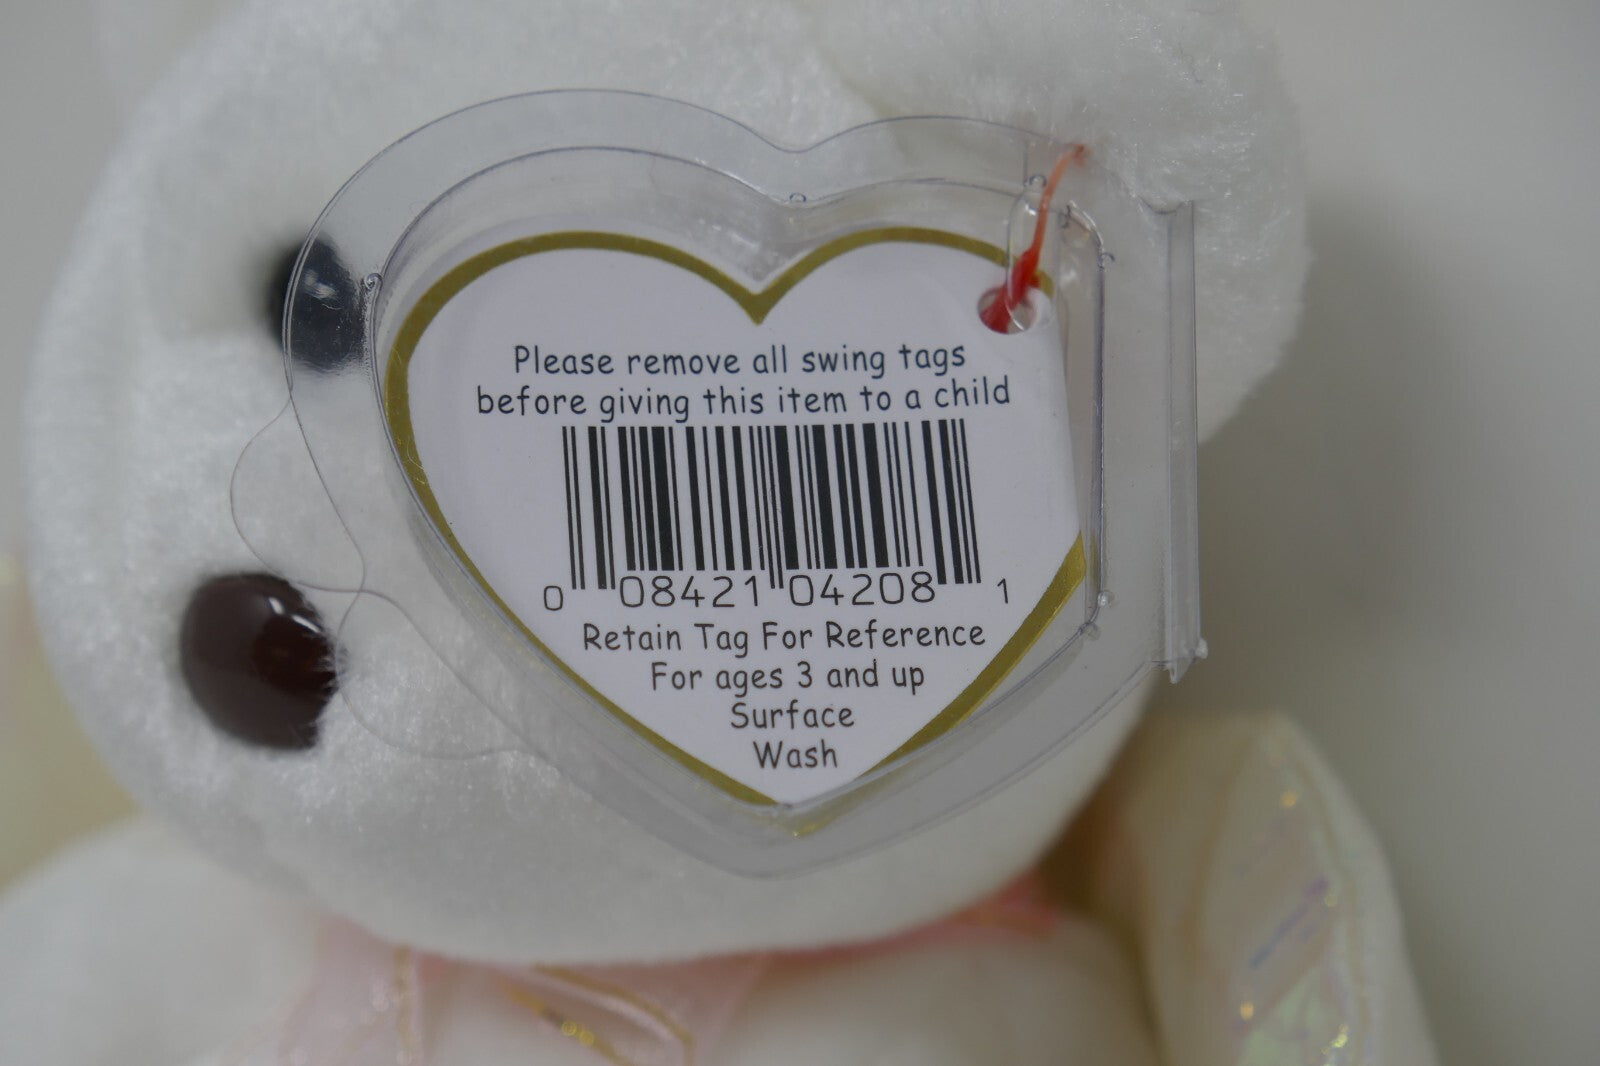 Please remove all swing tags
before giving this item to a child
0 08421 04208 1
Retain Tag For Reference
For ages 3 and up
Surface
Wash